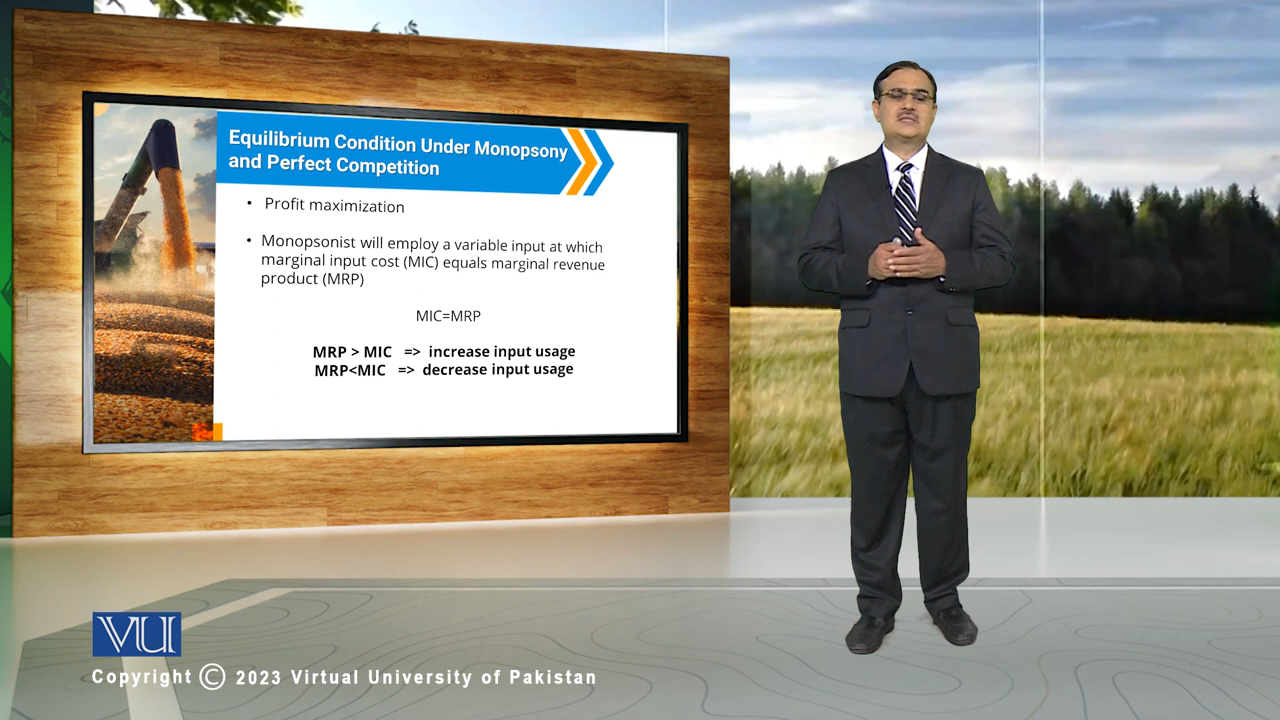 Equilibrium Condition Under Monopsony
and Perfect Competition
• Profit maximization
• Monopsonist will employ a variable input at which
marginal input cost (MIC) equals marginal revenue
product (MRP)
MIC=MRP
MRP > MIC => increase input usage
MRP<MIC => decrease input usage
VU
Copyright © 2023 Virtual University of Pakistan